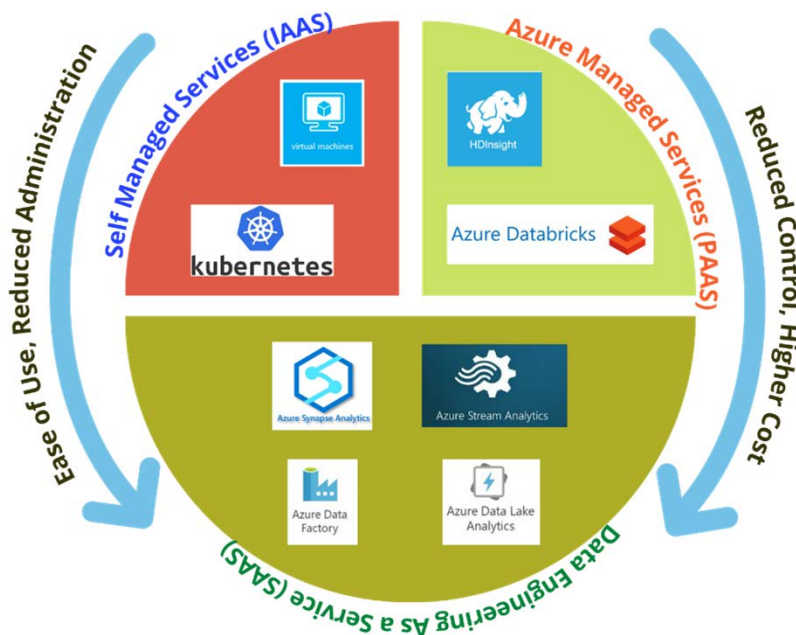 Self Managed Services (IAAS)
Azure Managed Services (PAAS)
Ease of Use, Reduced Administration
Reduced Control, Higher Cost
virtual machines
HDInsight
kubernetes
Azure Databricks
Azure Synapse Analytics
Azure Stream Analytics
Azure Data
Factory
Azure Data Lake
Analytics
Data Engineering As a Service (SAAS)